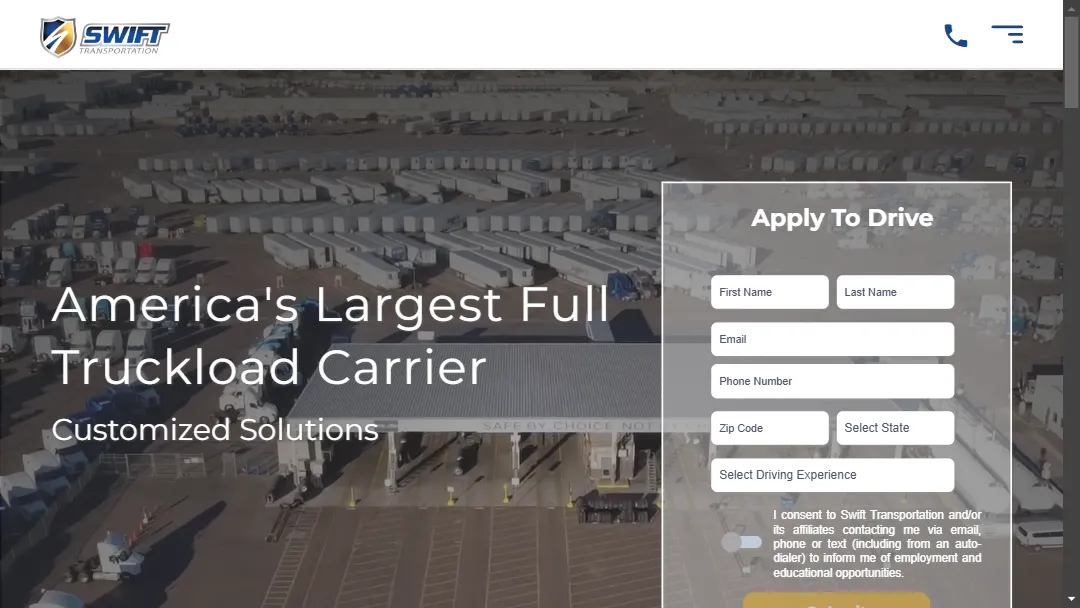 SWIFT
TRANSPORTATION
Apply To Drive
First Name
Last Name
America's Largest Full
Truckload Carrier
Email
Phone Number
Customized Solutions
SAFE BY CHOICE NOT
Zip Code
Select State
Select Driving Experience
I consent to Swift Transportation and/or
its affiliates contacting me via email,
phone or text (including from an auto-
dialer) to inform me of employment and
educational opportunities.